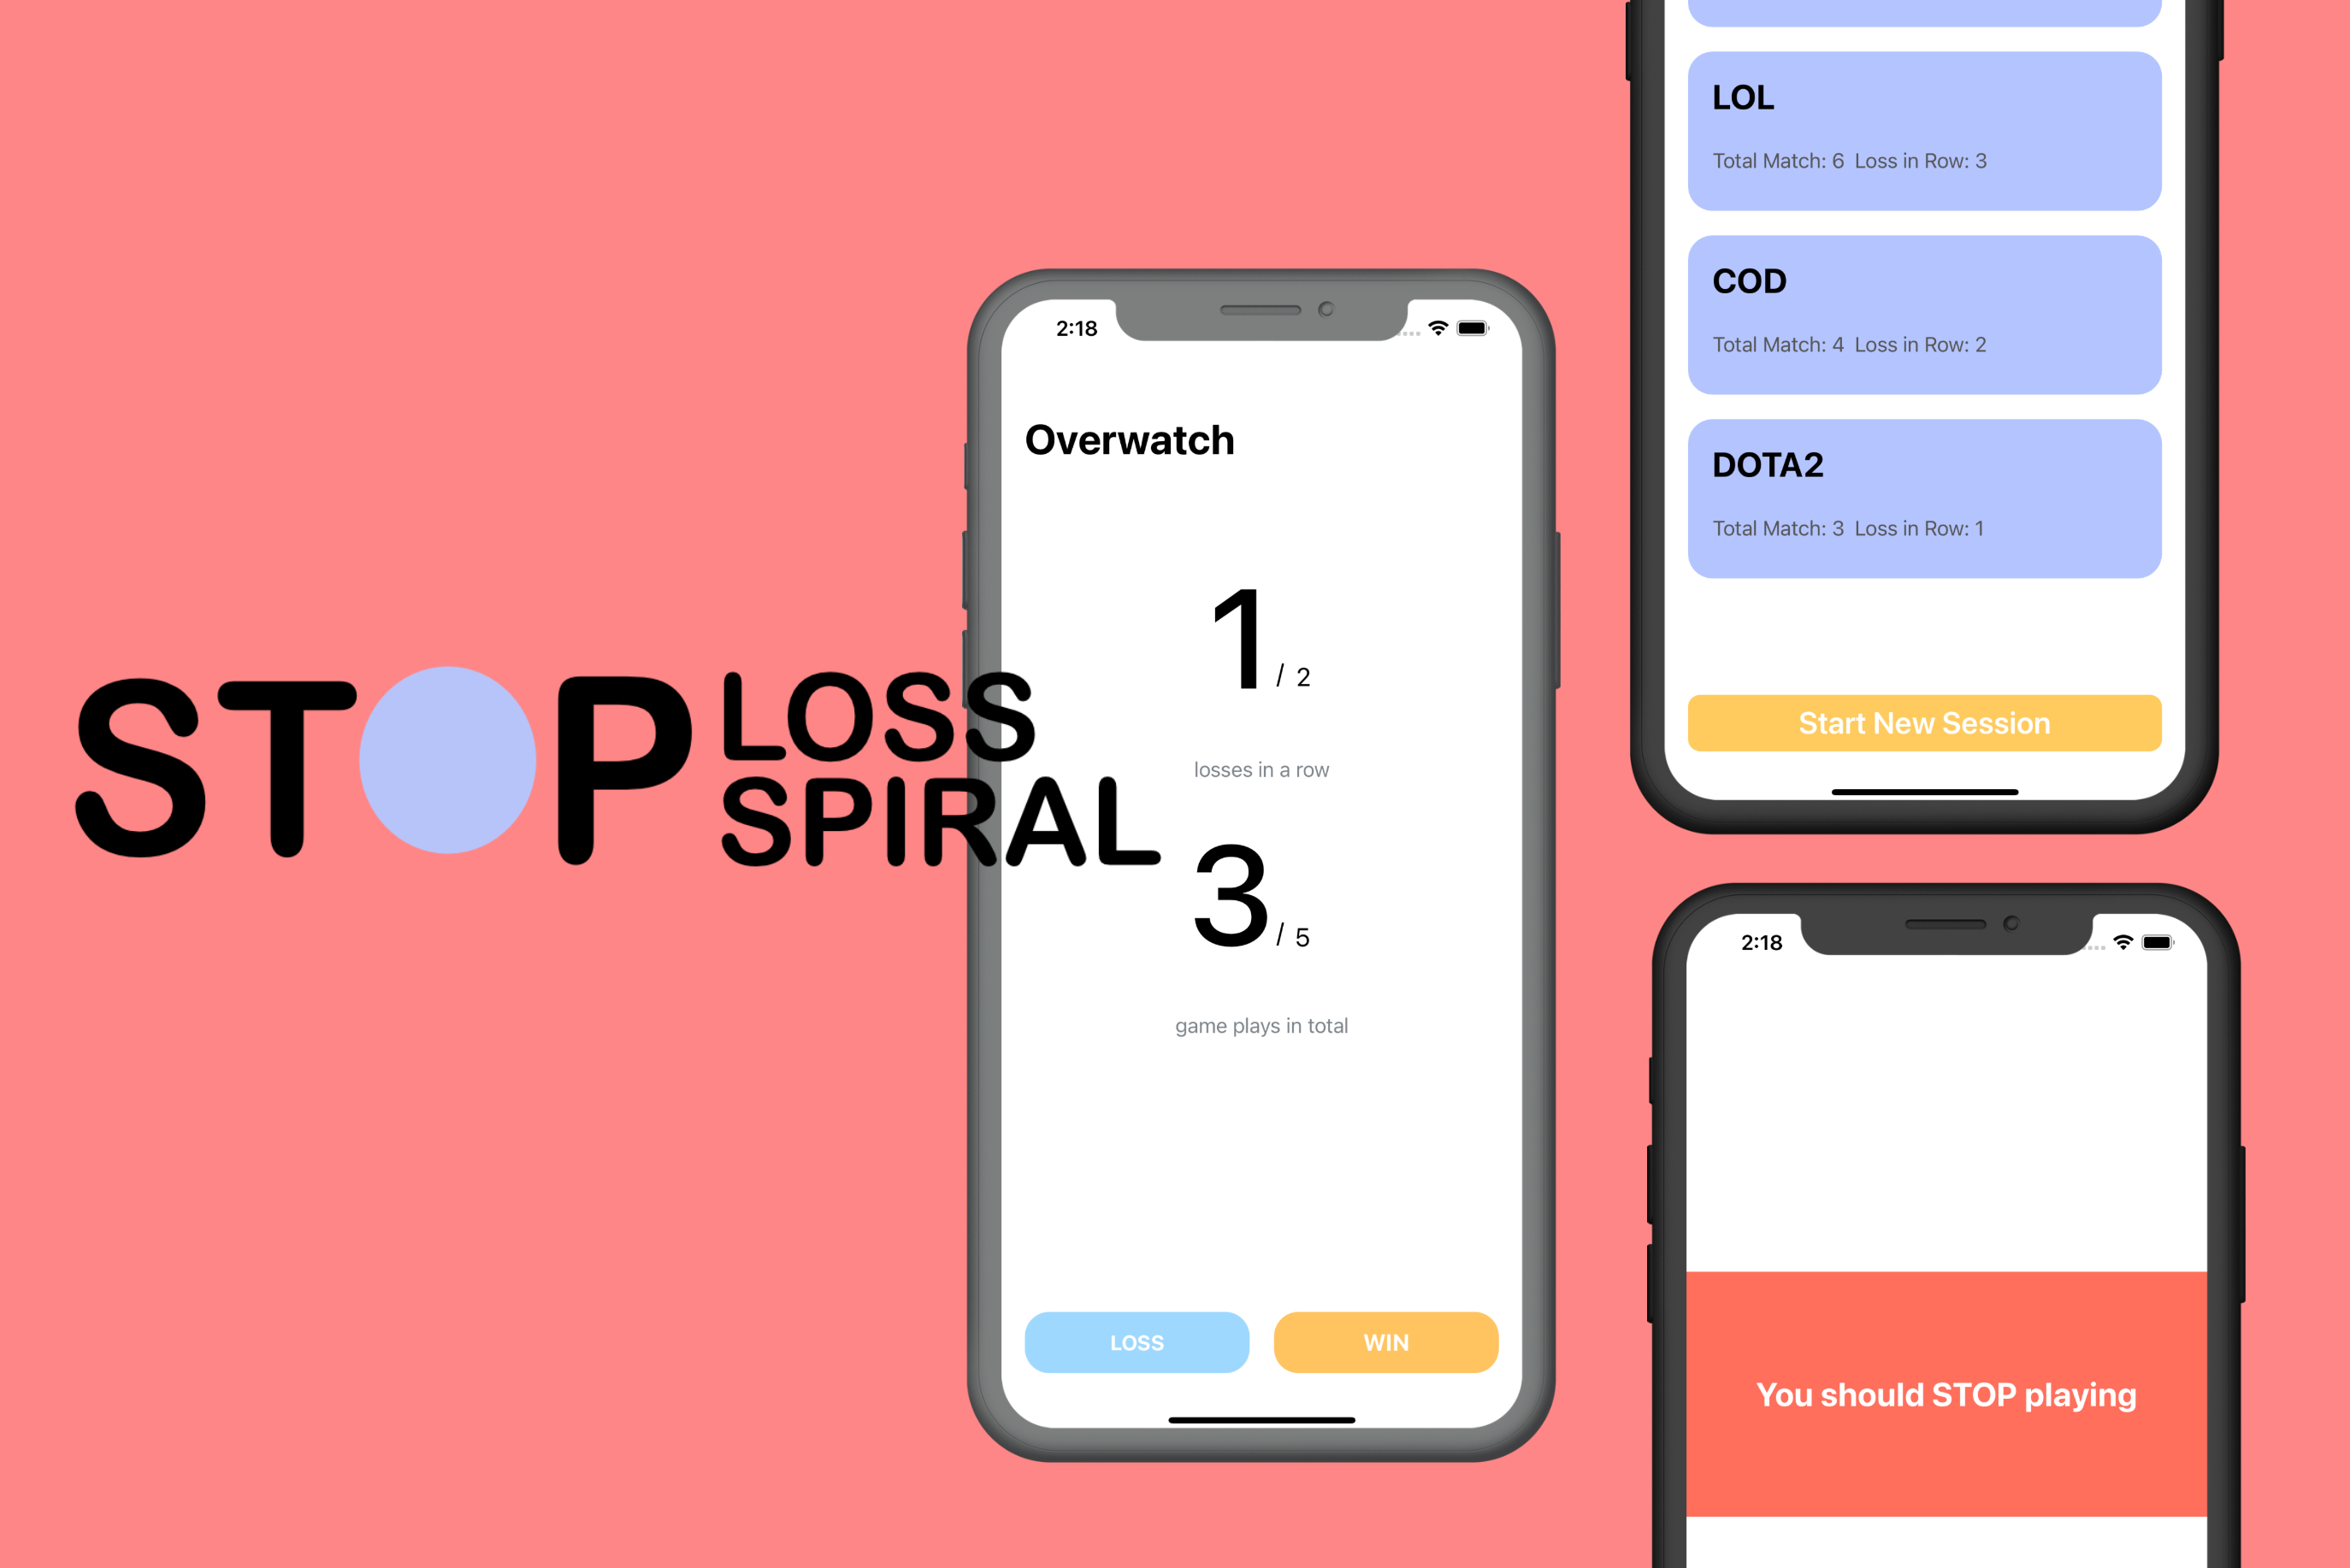 STOP LOSS
SPIRAL
2:18
Overwatch
1 / 2
losses in a row
3 / 5
game plays in total
LOSS WIN
LOL
Total Match: 6 Loss in Row: 3
COD
Total Match: 4 Loss in Row: 2
DOTA2
Total Match: 3 Loss in Row: 1
Start New Session
2:18
You should STOP playing